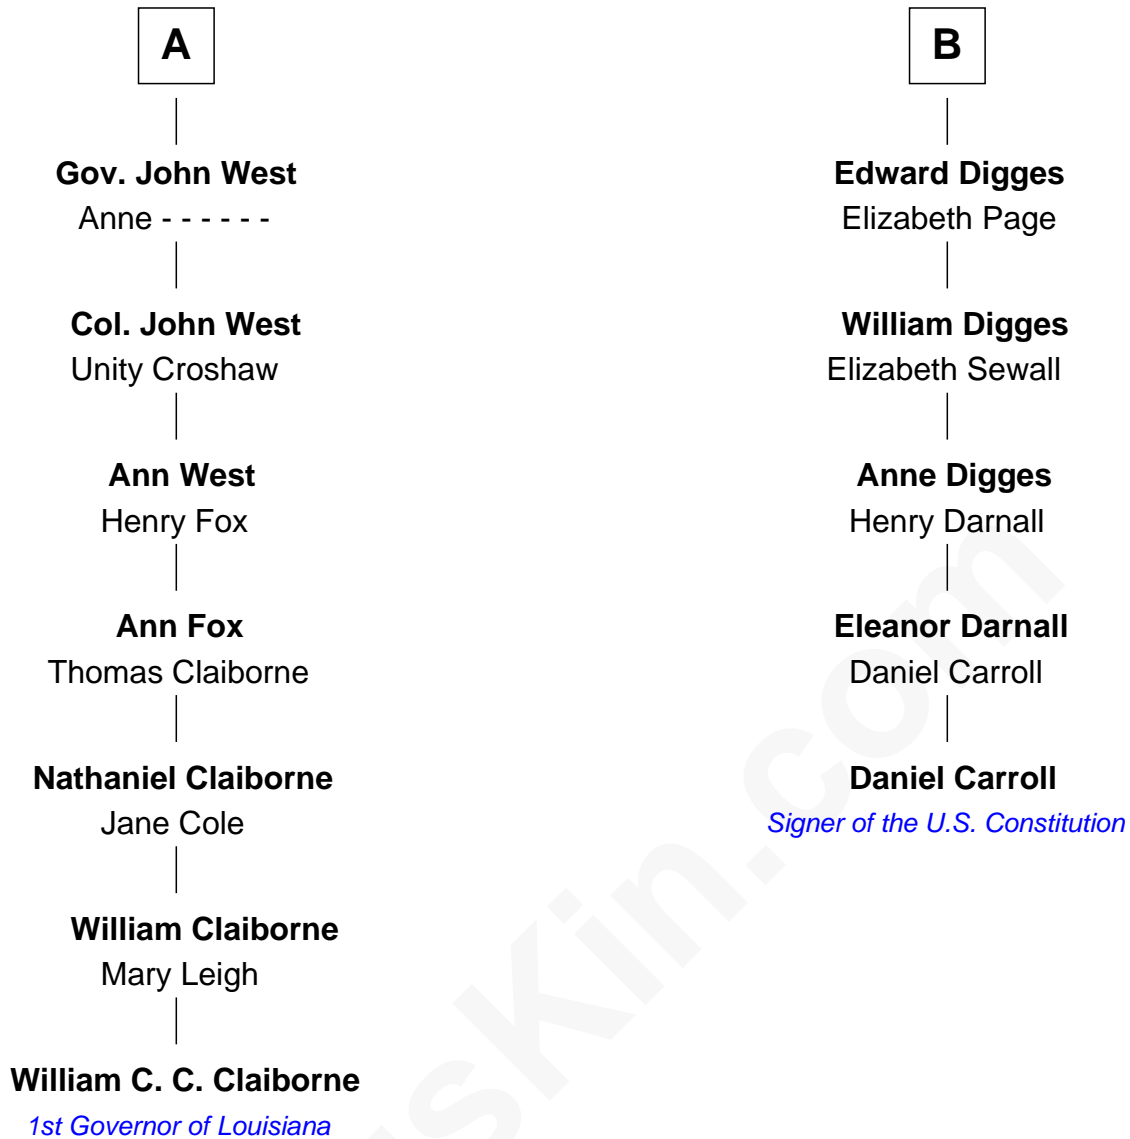 A
Gov. John West
Anne - - - - - -
Col. John West
Unity Croshaw
Ann West
Henry Fox
Ann Fox
Thomas Claiborne
Nathaniel Claiborne
Jane Cole
William Claiborne
Mary Leigh
William C. C. Claiborne
1st Governor of Louisiana
B
Edward Digges
Elizabeth Page
William Digges
Elizabeth Sewall
Anne Digges
Henry Darnall
Eleanor Darnall
Daniel Carroll
Daniel Carroll
Signer of the U.S. Constitution
sKin.com